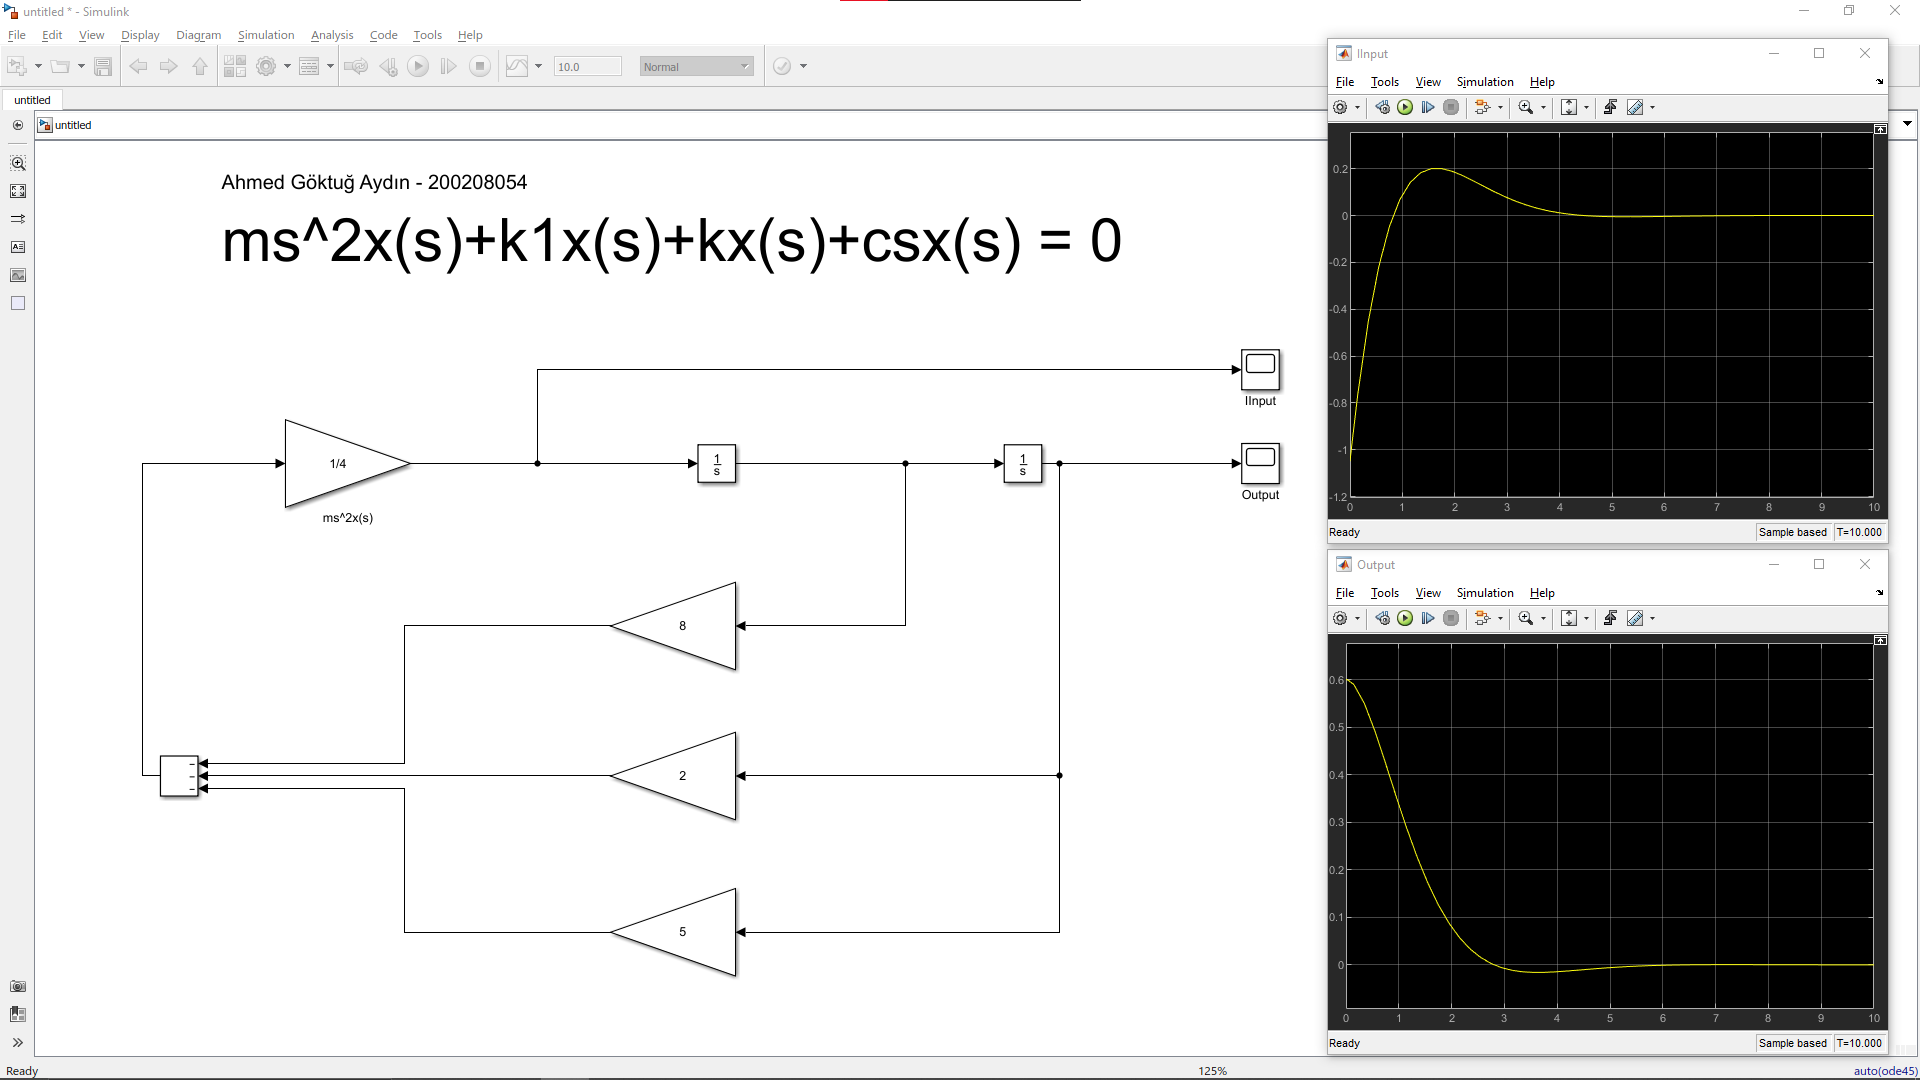 untitled * - Simulink
File Edit View Display Diagram Simulation Analysis Code Tools Help
10.0 Normal
untitled
untitled
Ahmed Göktuğ Aydın - 200208054
ms^2x(s)+k1x(s)+kx(s)+csx(s) = 0
IInput
1/4
1
s
1
s
Output
ms^2x(s)
8
2
5
-
-
-
IInput
File Tools View Simulation Help
0.2
0
-0.2
-0.4
-0.6
-0.8
-1
-1.2
0 1 2 3 4 5 6 7 8 9 10
Ready Sample based T=10.000
Output
File Tools View Simulation Help
0.6
0.5
0.4
0.3
0.2
0.1
0
0 1 2 3 4 5 6 7 8 9 10
Ready Sample based T=10.000
Ready 125% auto(ode45)